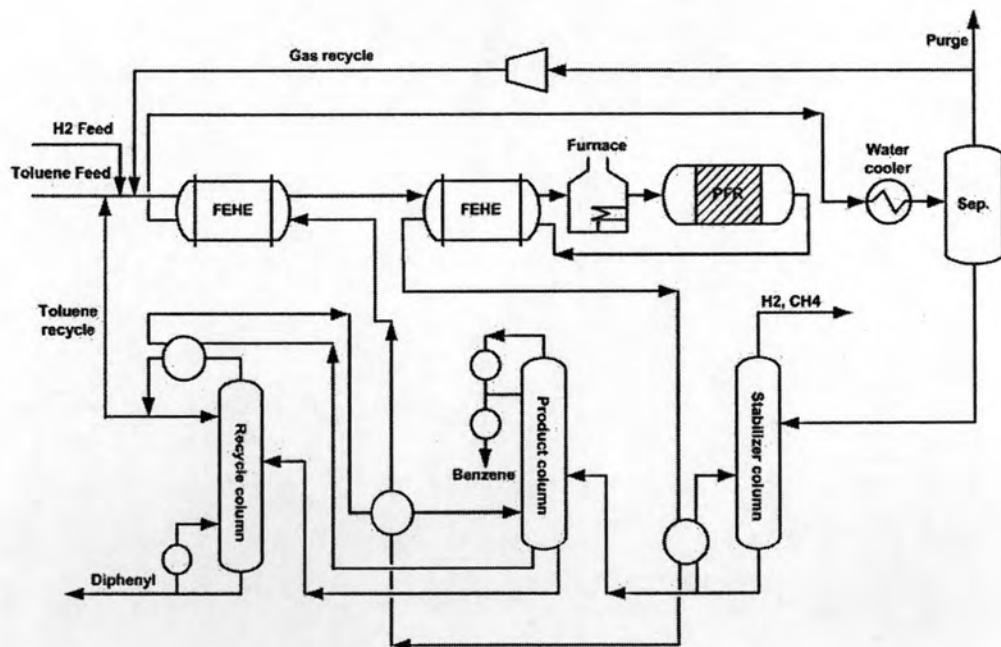 Purge
Gas recycle
H2 Feed
Toluene Feed
Furnace
Water
cooler
FEHE
FEHE
PFR
Sep.
Toluene
recycle
H2, CH4
Recycle column
Product column
Stabilizer column
Benzene
Diphenyl